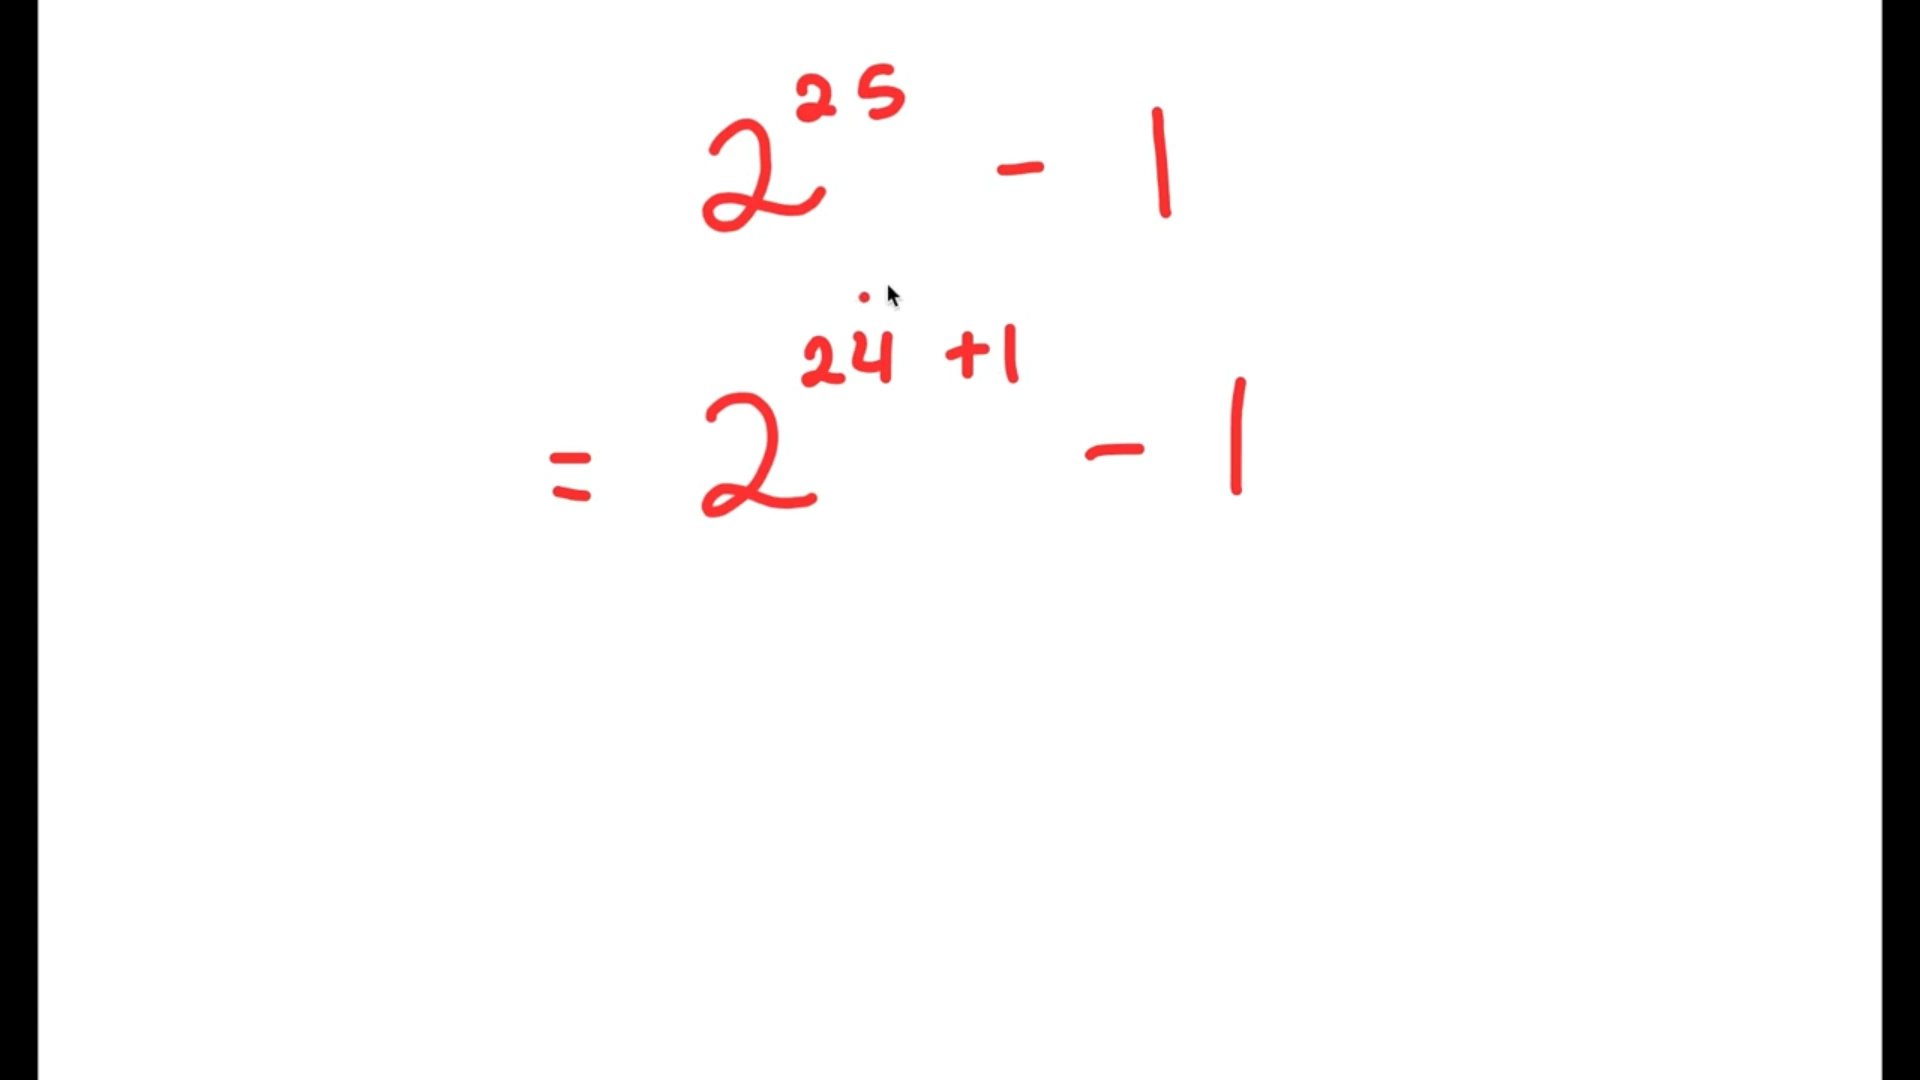 2^25 - 1
= 2^24 +1 - 1